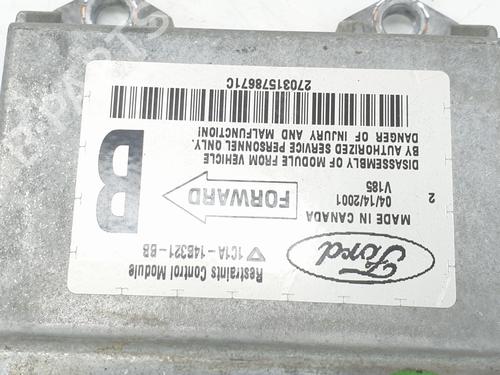 Restraints Control Module
1C1A-14B321-BB
Ford
MADE IN CANADA
04/14/2001
V185
2
FORWARD
B
DISASSEMBLY OF MODULE FROM VEHICLE
BY AUTHORIZED SERVICE PERSONNEL ONLY.
DANGER OF INJURY AND MALFUNCTION!
27031578671C